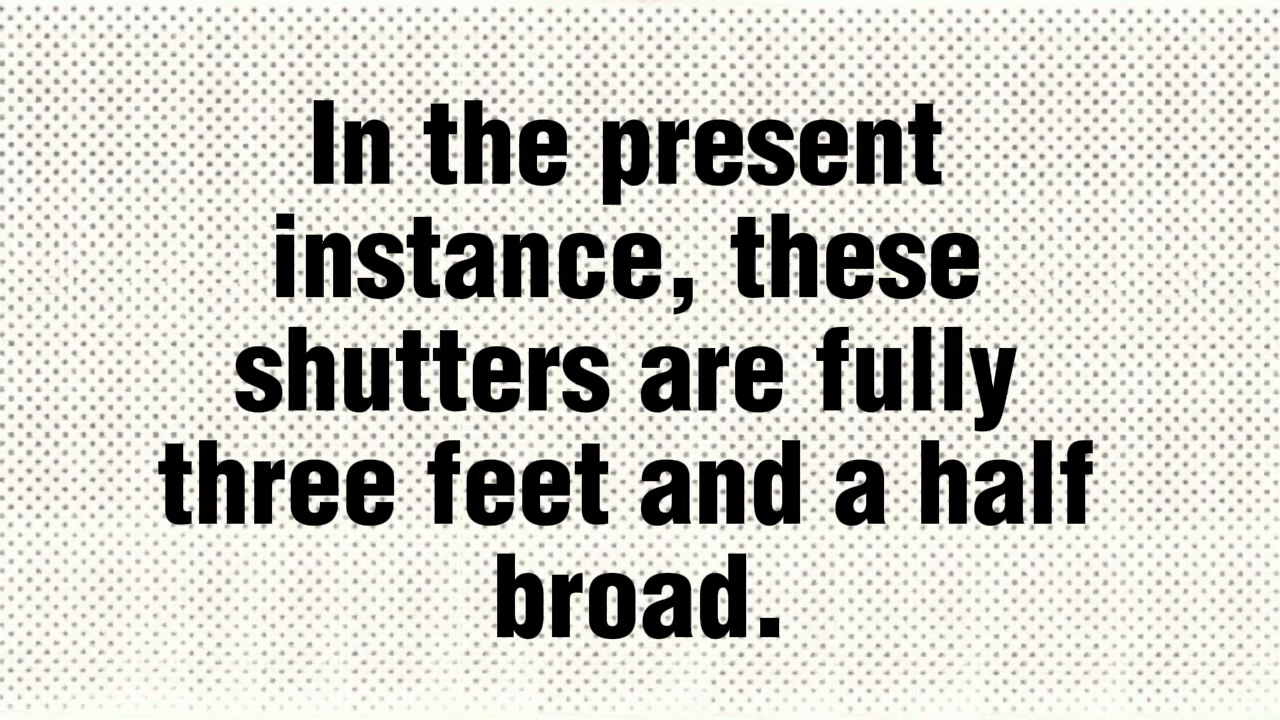 In the present
instance, these
shutters are fully
three feet and a half
broad.